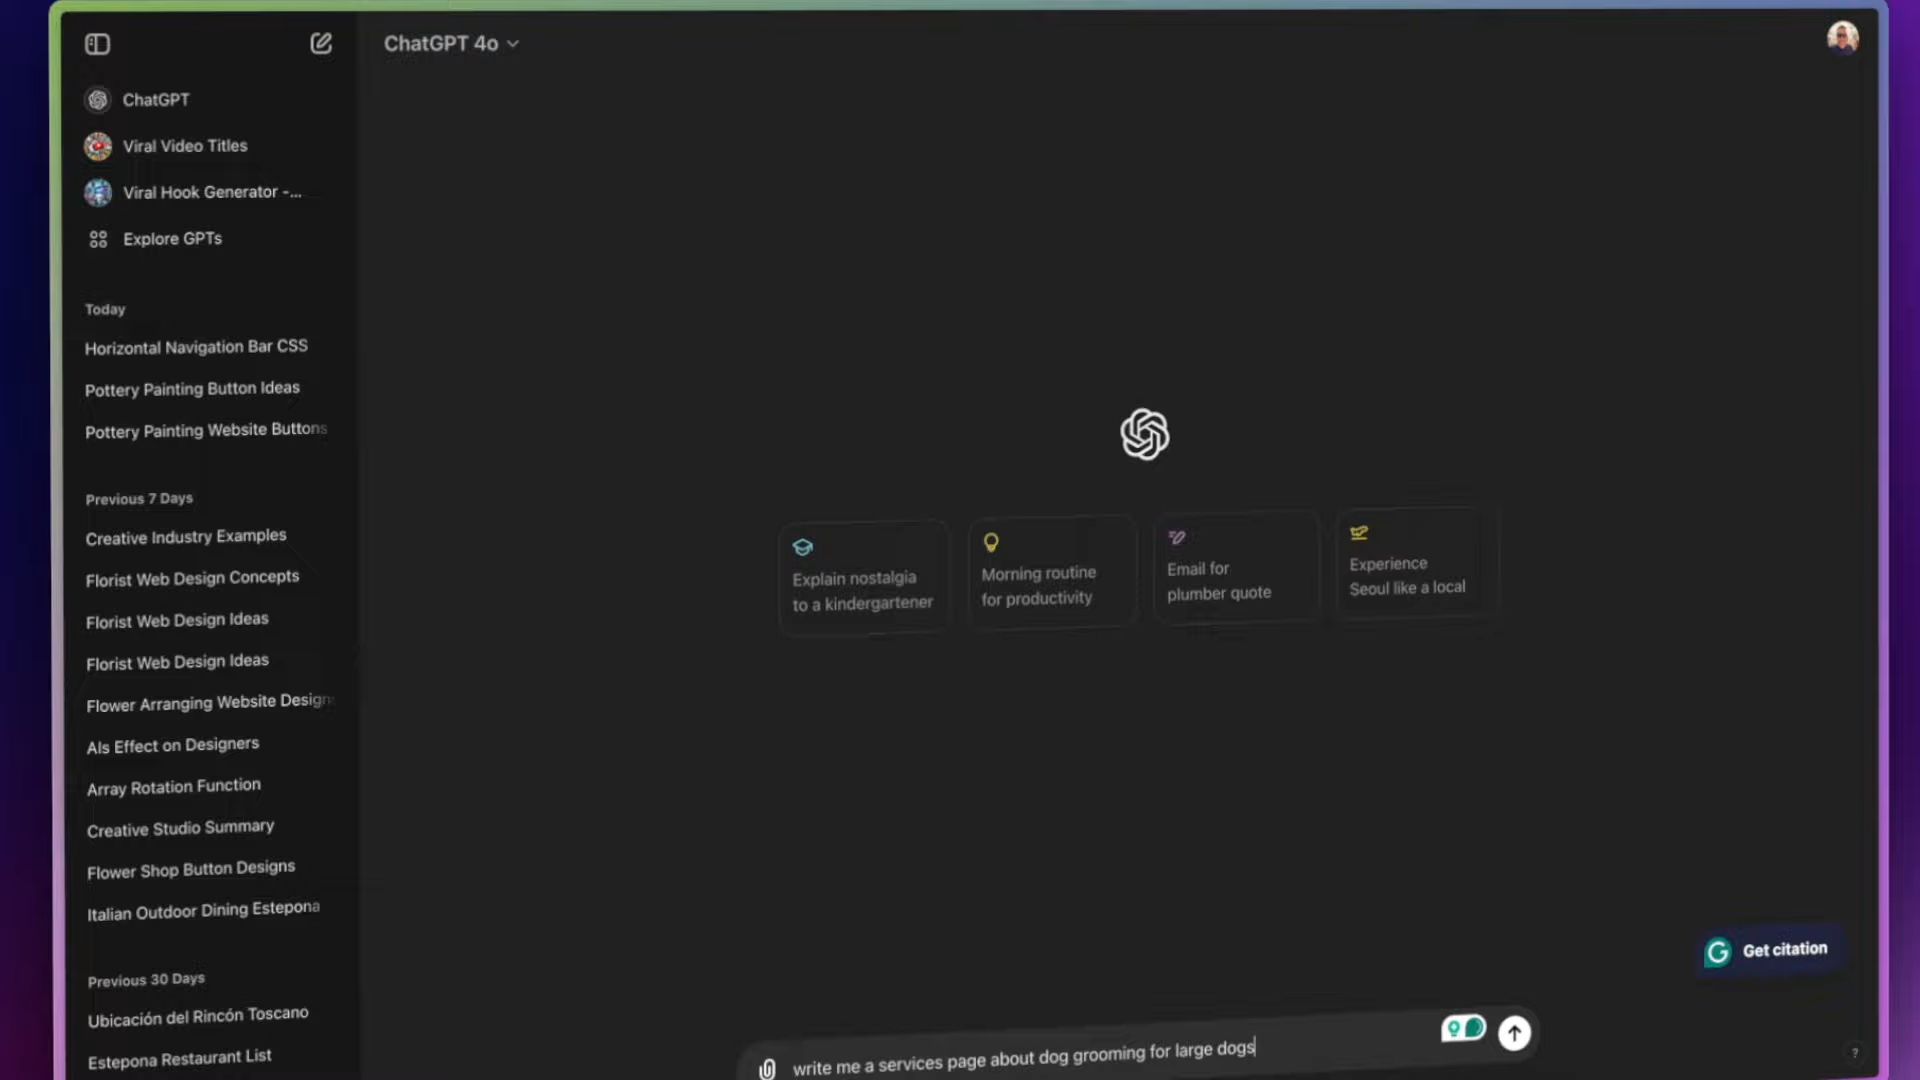 ChatGPT 4o
ChatGPT
Viral Video Titles
Viral Hook Generator -...
Explore GPTs
Today
Horizontal Navigation Bar CSS
Pottery Painting Button Ideas
Pottery Painting Website Buttons
Previous 7 Days
Creative Industry Examples
Florist Web Design Concepts
Florist Web Design Ideas
Florist Web Design Ideas
Flower Arranging Website Design
AIs Effect on Designers
Array Rotation Function
Creative Studio Summary
Flower Shop Button Designs
Italian Outdoor Dining Estepona
Previous 30 Days
Ubicación del Rincón Toscano
Estepona Restaurant List
Explain nostalgia
to a kindergartener
Morning routine
for productivity
Email for
plumber quote
Experience
Seoul like a local
Get citation
write me a services page about dog grooming for large dogs
?